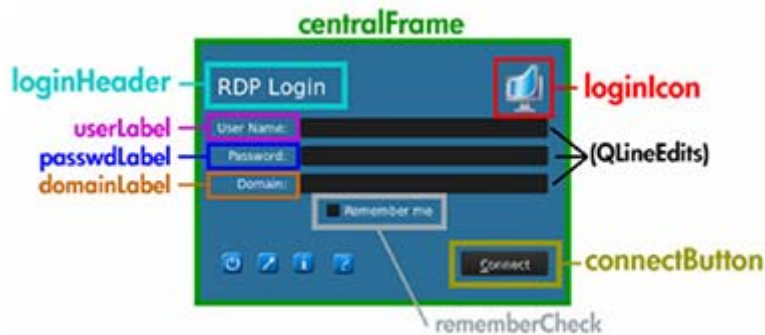 centralFrame
loginHeader
RDP Login
loginIcon
userLabel
User Name:
passwdLabel
Password:
(QLineEdits)
domainLabel
Domain:
Remember me
Connect
connectButton
rememberCheck